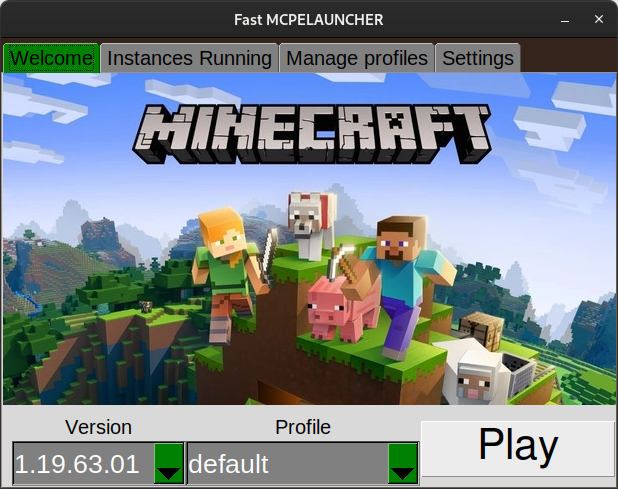 Fast MCPELAUNCHER
Welcome Instances Running Manage profiles Settings
MINECRAFT
Version Profile
1.19.63.01 default Play